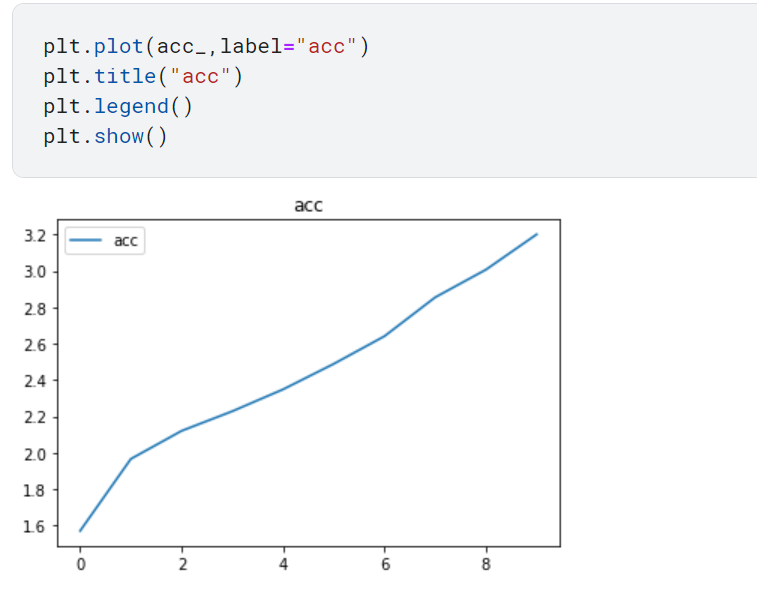 plt.plot(acc_,label="acc")
plt.title("acc")
plt.legend()
plt.show()
acc
acc
3.2
3.0
2.8
2.6
2.4
2.2
2.0
1.8
1.6
0 2 4 6 8